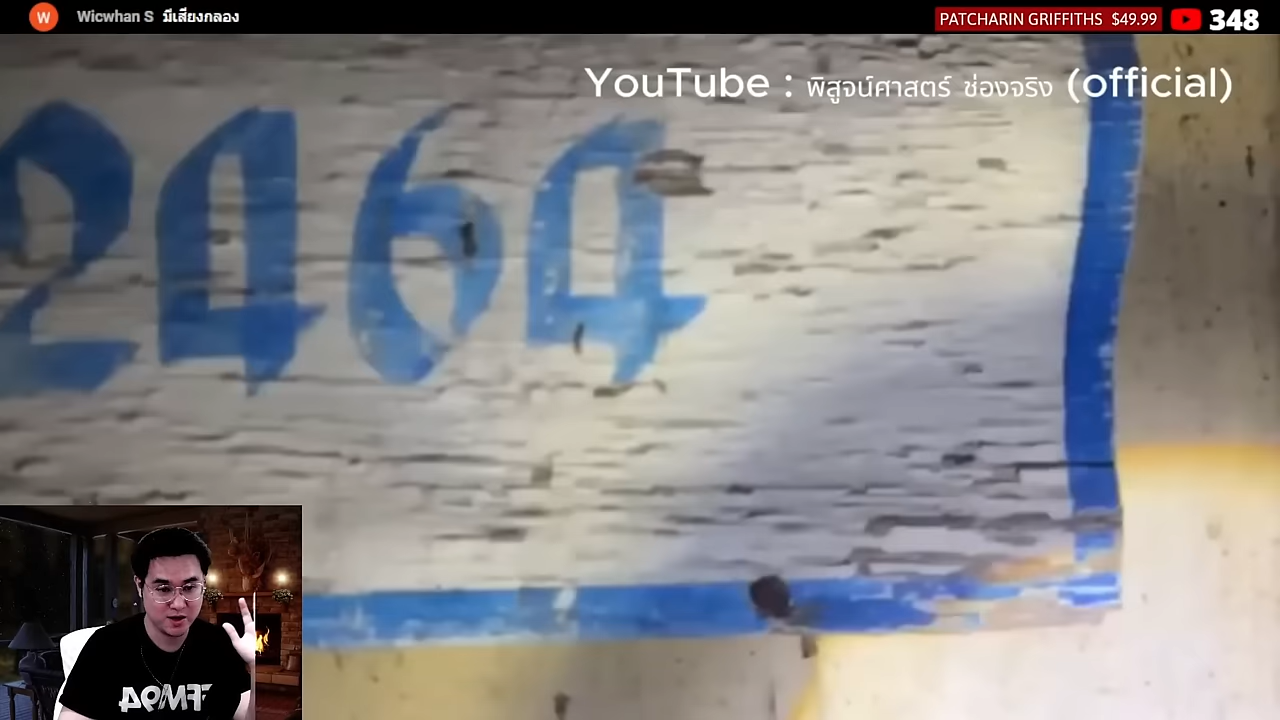 W Wicwhan S มีเสียงกลอง
PATCHARIN GRIFFITHS $49.99 348
YouTube : พิสูจน์ศาสตร์ ช่องจริง (official)
2464
FM94